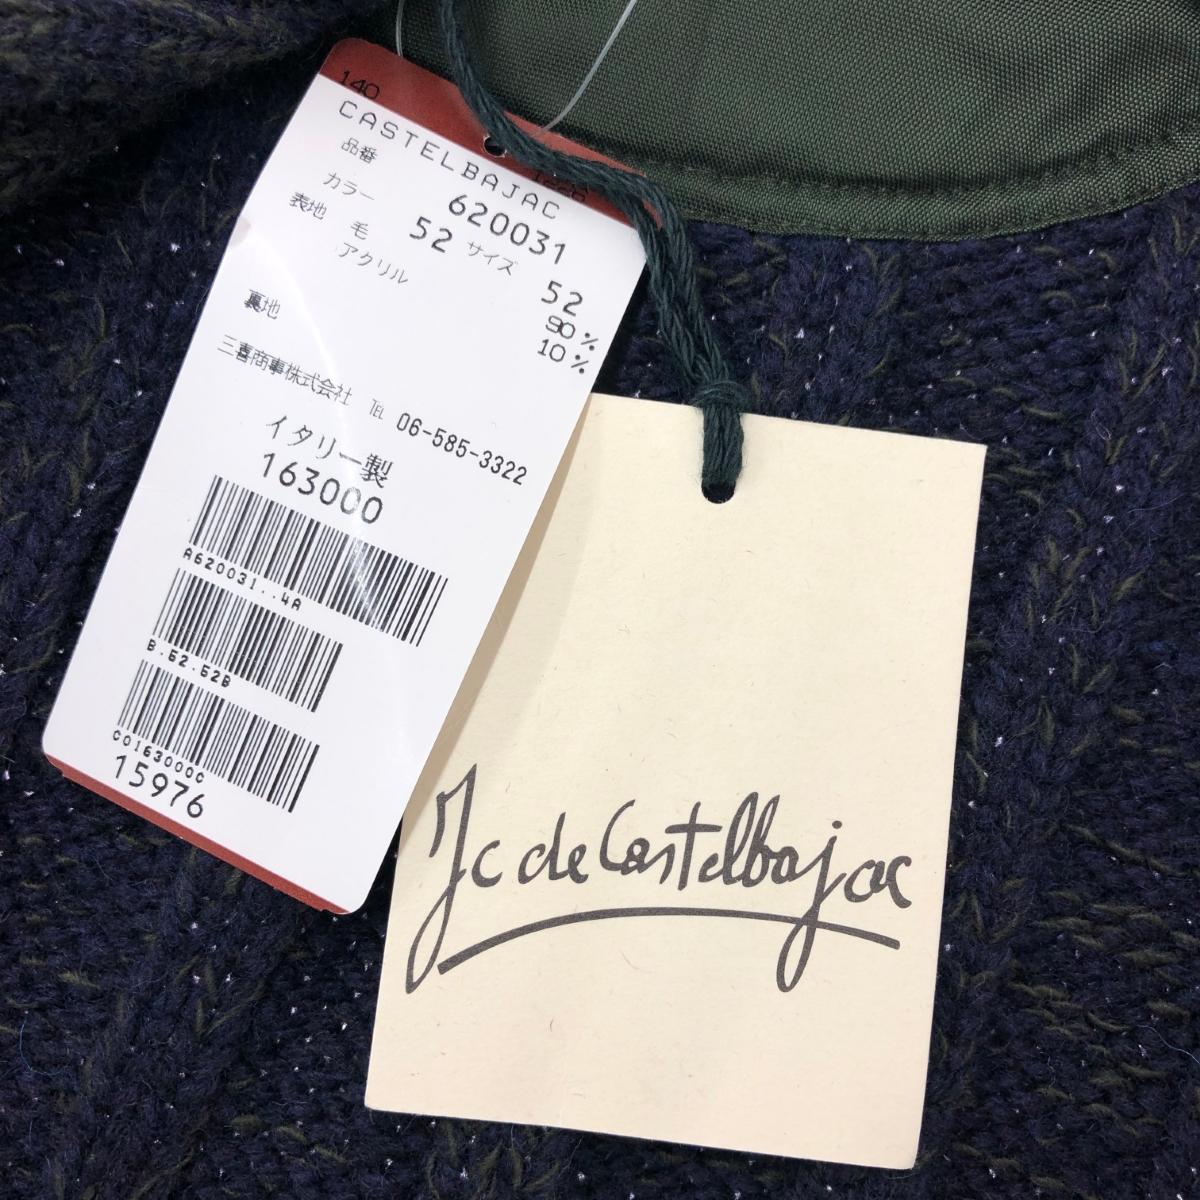 140
CASTELBAJAC
品番 620031
カラー 52 サイズ 52
表地 毛 90%
アクリル 10%
裏地
三喜商事株式会社 TEL 06-585-3322
イタリー製
163000
A620031..4A
B.52.52B
C0163000C
15976
Jc de Castelbajac